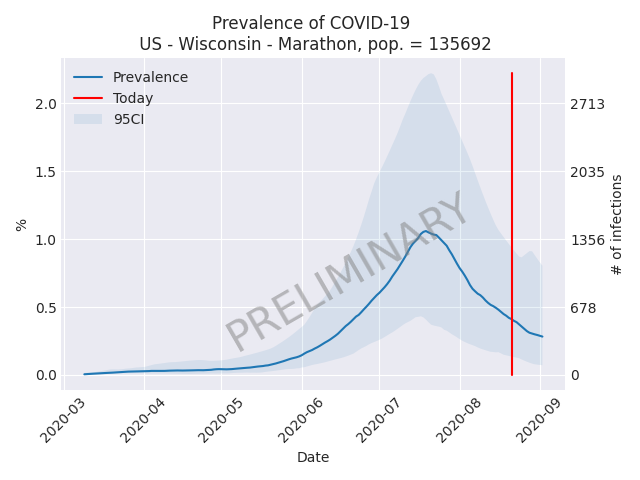 Prevalence of COVID-19
US - Wisconsin - Marathon, pop. = 135692
Prevalence
Today
95CI
2.0
1.5
1.0
0.5
0.0
%
2713
2035
1356
678
0
# of infections
PRELIMINARY
2020-03
2020-04
2020-05
2020-06
2020-07
2020-08
2020-09
Date